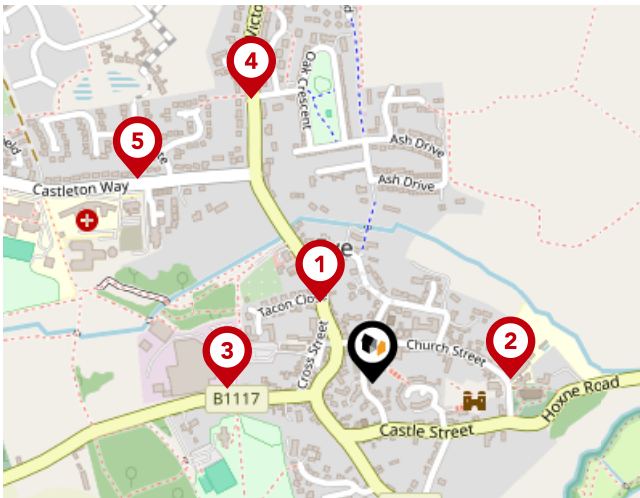 Victo
4
Oak Crescent
5
Ash Drive
Castleton Way
Ash Drive
ve
1
Tacon Clo
3
Cross Street
Church Street
2
B1117
Hoxne Road
Castle Street